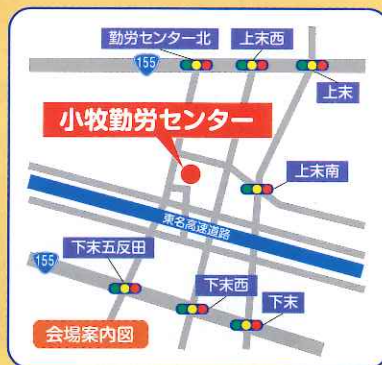 勤労センター北
上末西
155
上末
小牧勤労センター
上末南
東名高速道路
155
下末五反田
下末西
下末
会場案内図